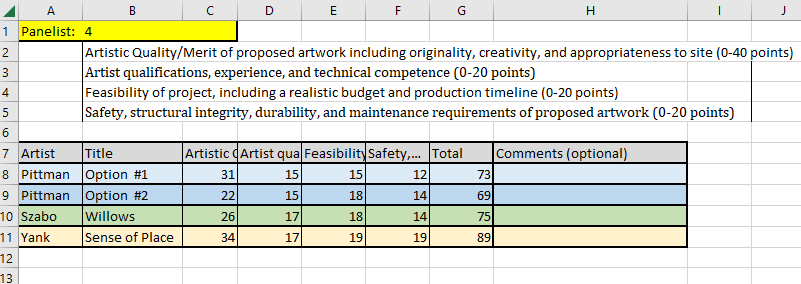 A B C D E F G H I J
1 Panelist: 4
2 Artistic Quality/Merit of proposed artwork including originality, creativity, and appropriateness to site (0-40 points)
3 Artist qualifications, experience, and technical competence (0-20 points)
4 Feasibility of project, including a realistic budget and production timeline (0-20 points)
5 Safety, structural integrity, durability, and maintenance requirements of proposed artwork (0-20 points)
6
7 Artist Title Artistic Artist qua Feasibility Safety,... Total Comments (optional)
8 Pittman Option #1 31 15 15 12 73
9 Pittman Option #2 22 15 18 14 69
10 Szabo Willows 26 17 18 14 75
11 Yank Sense of Place 34 17 19 19 89
12
13